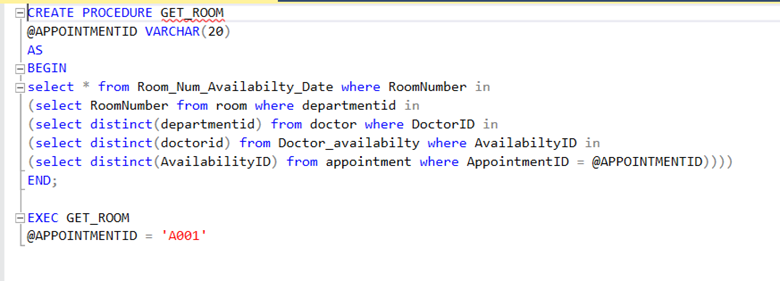 CREATE PROCEDURE GET_ROOM
@APPOINTMENTID VARCHAR(20)
AS
BEGIN
select * from Room_Num_Availabilty_Date where RoomNumber in
(select RoomNumber from room where departmentid in
(select distinct(departmentid) from doctor where DoctorID in
(select distinct(doctorid) from Doctor_availabilty where AvailabiltyID in
(select distinct(AvailabilityID) from appointment where AppointmentID = @APPOINTMENTID))))
END;
EXEC GET_ROOM
@APPOINTMENTID = 'A001'